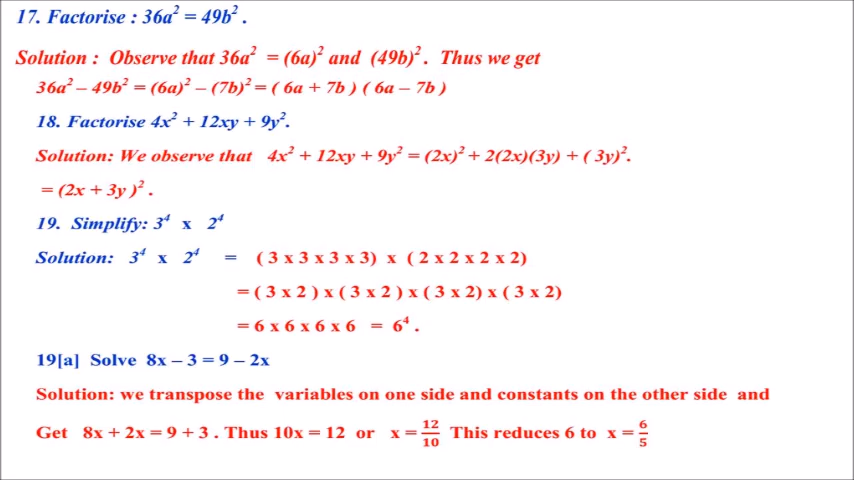 17. Factorise : 36a² = 49b² .
Solution : Observe that 36a² = (6a)² and (49b)² . Thus we get
36a² – 49b² = (6a)² – (7b)² = ( 6a + 7b ) ( 6a – 7b )
18. Factorise 4x² + 12xy + 9y².
Solution: We observe that 4x² + 12xy + 9y² = (2x)² + 2(2x)(3y) + ( 3y)².
= (2x + 3y )² .
19. Simplify: 3⁴ x 2⁴
Solution: 3⁴ x 2⁴ = ( 3 x 3 x 3 x 3) x ( 2 x 2 x 2 x 2)
= ( 3 x 2 ) x ( 3 x 2 ) x ( 3 x 2) x ( 3 x 2)
= 6 x 6 x 6 x 6 = 6⁴ .
19[a] Solve 8x – 3 = 9 – 2x
Solution: we transpose the variables on one side and constants on the other side and
Get 8x + 2x = 9 + 3 . Thus 10x = 12 or x = 12/10 This reduces 6 to x = 6/5